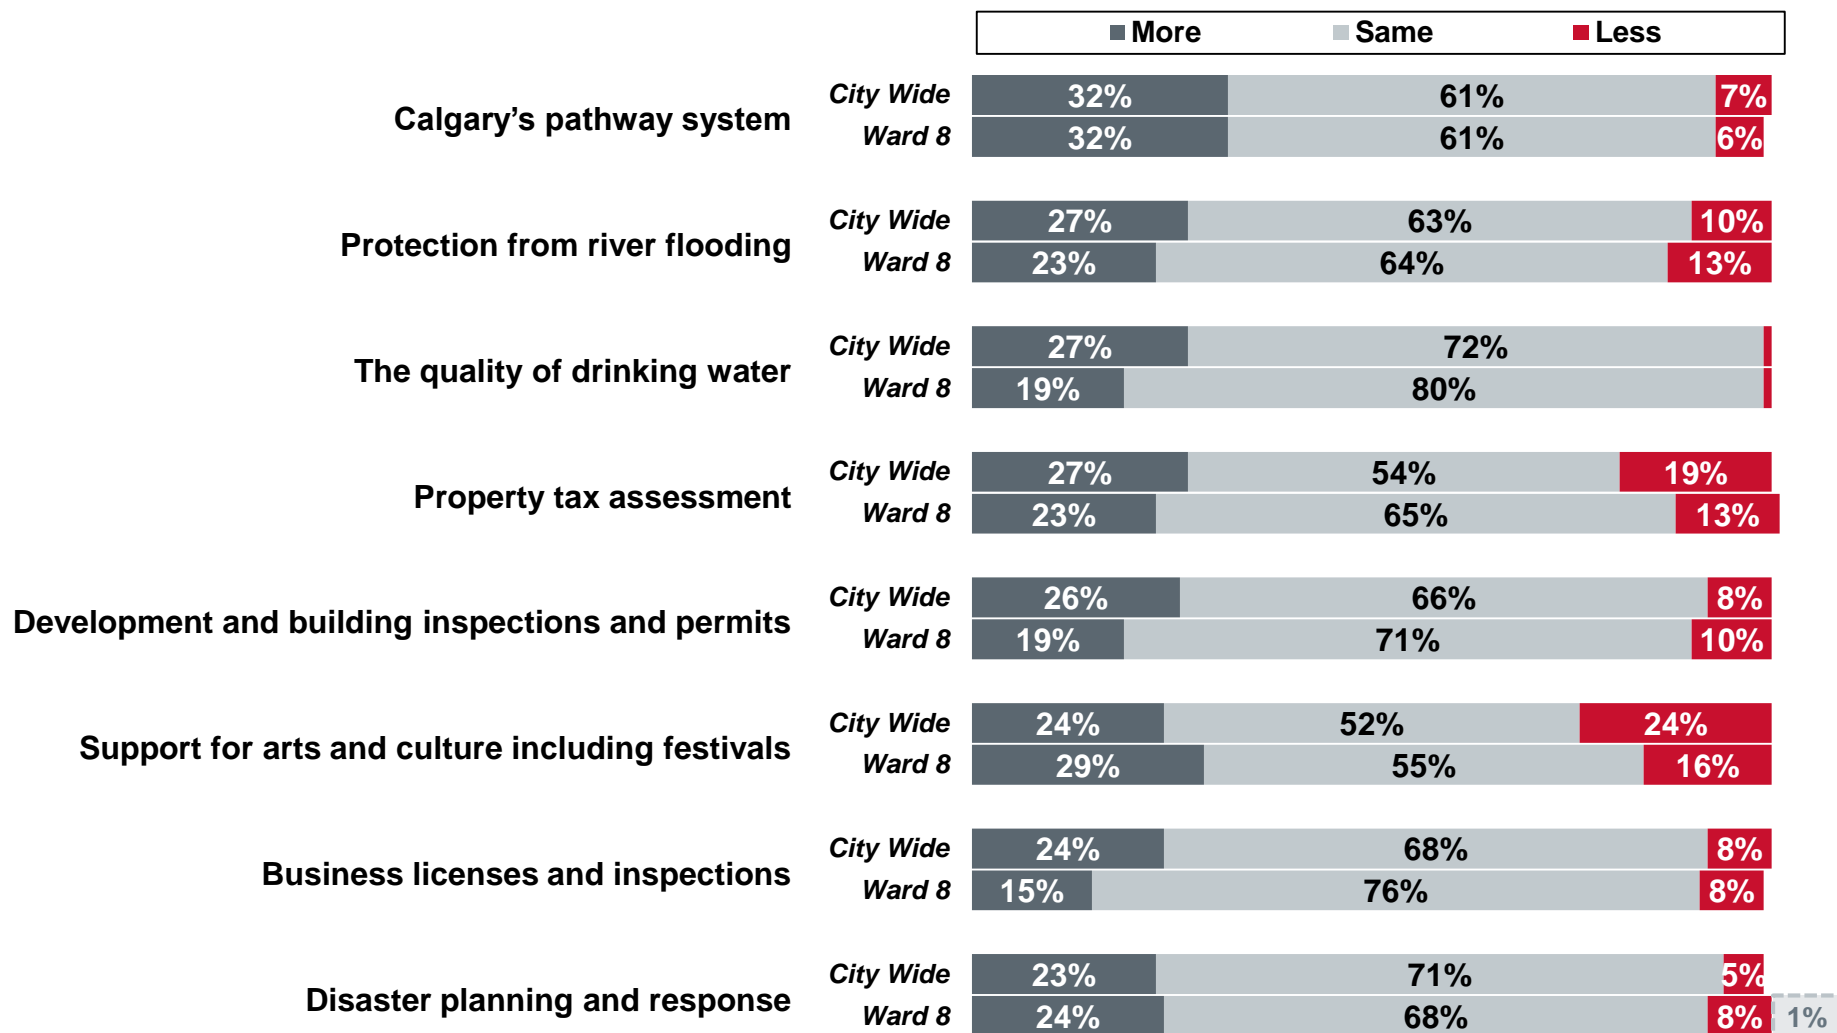 More Same Less
Calgary's pathway system
City Wide 32% 61% 7%
Ward 8 32% 61% 6%
Protection from river flooding
City Wide 27% 63% 10%
Ward 8 23% 64% 13%
The quality of drinking water
City Wide 27% 72%
Ward 8 19% 80%
Property tax assessment
City Wide 27% 54% 19%
Ward 8 23% 65% 13%
Development and building inspections and permits
City Wide 26% 66% 8%
Ward 8 19% 71% 10%
Support for arts and culture including festivals
City Wide 24% 52% 24%
Ward 8 29% 55% 16%
Business licenses and inspections
City Wide 24% 68% 8%
Ward 8 15% 76% 8%
Disaster planning and response
City Wide 23% 71% 5%
Ward 8 24% 68% 8% 1%